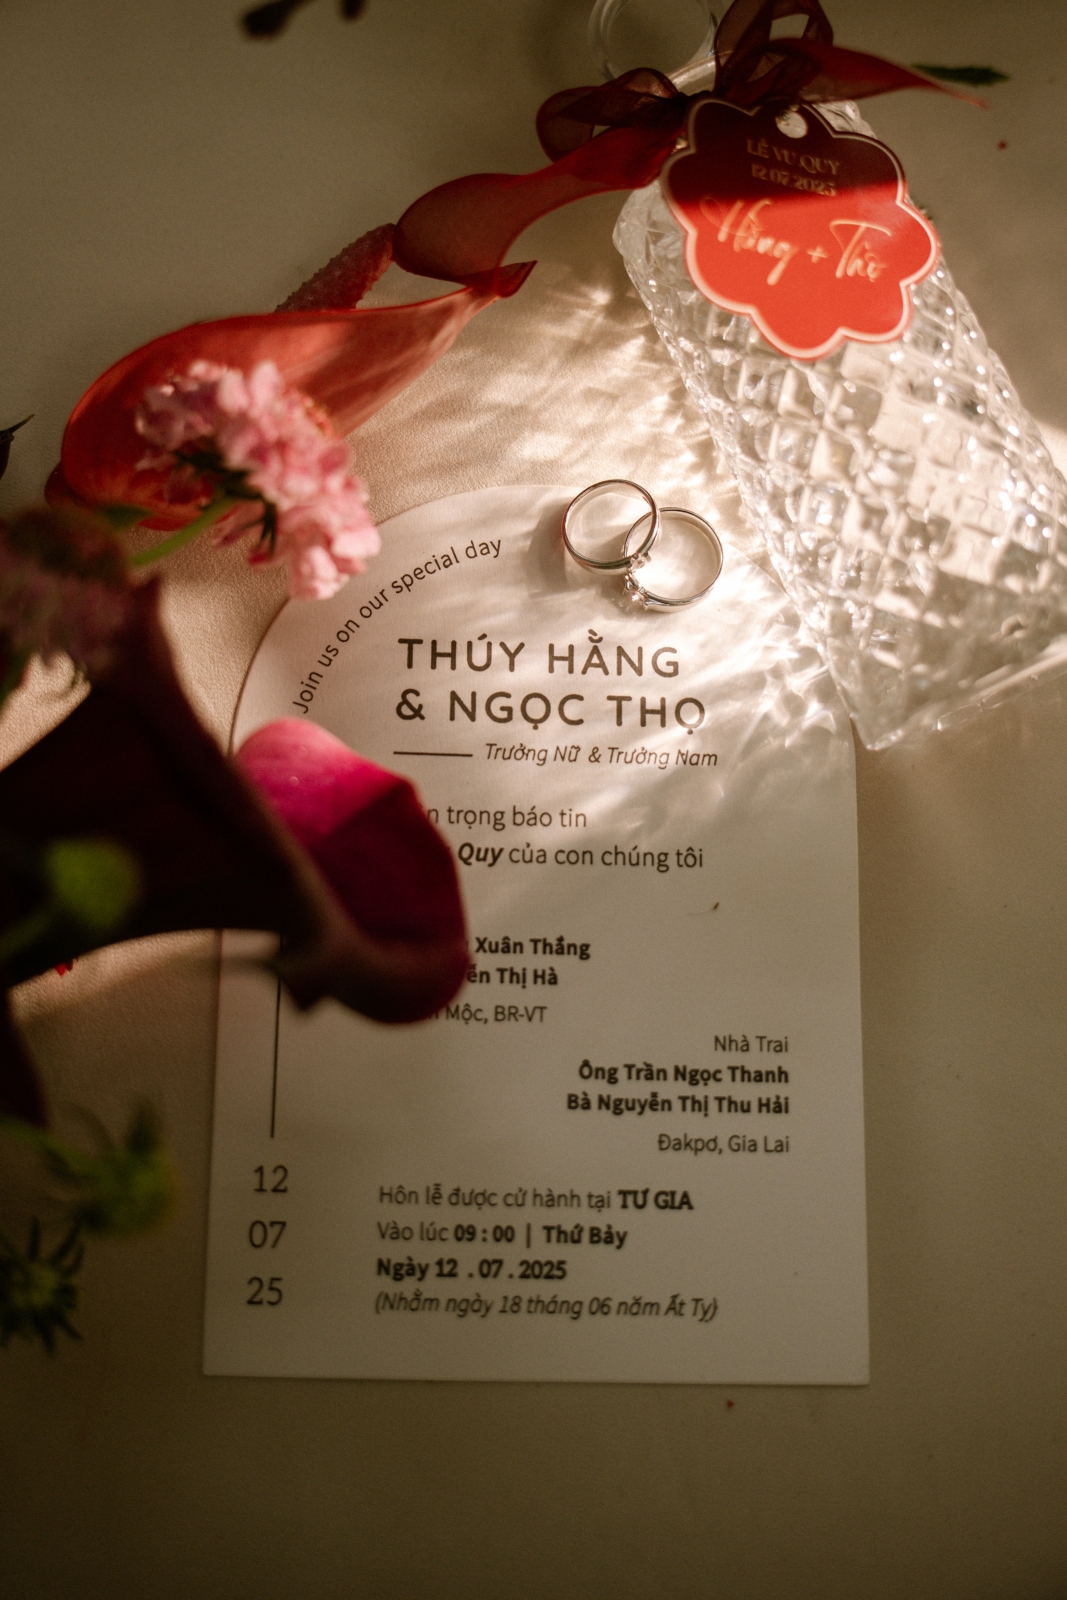 LỄ VU QUY
12.07.2025
Hằng + Thọ
Join us on our special day
THÚY HẰNG
& NGỌC THỌ
Trưởng Nữ & Trưởng Nam
trọng báo tin
Quy của con chúng tôi
Xuân Thắng
Thị Hà
Mộc, BR-VT
Nhà Trai
Ông Trần Ngọc Thanh
Bà Nguyễn Thị Thu Hải
Đakpơ, Gia Lai
12
07
25
Hôn lễ được cử hành tại TƯ GIA
Vào lúc 09 : 00 | Thứ Bảy
Ngày 12 . 07 . 2025
(Nhằm ngày 18 tháng 06 năm Ất Tỵ)